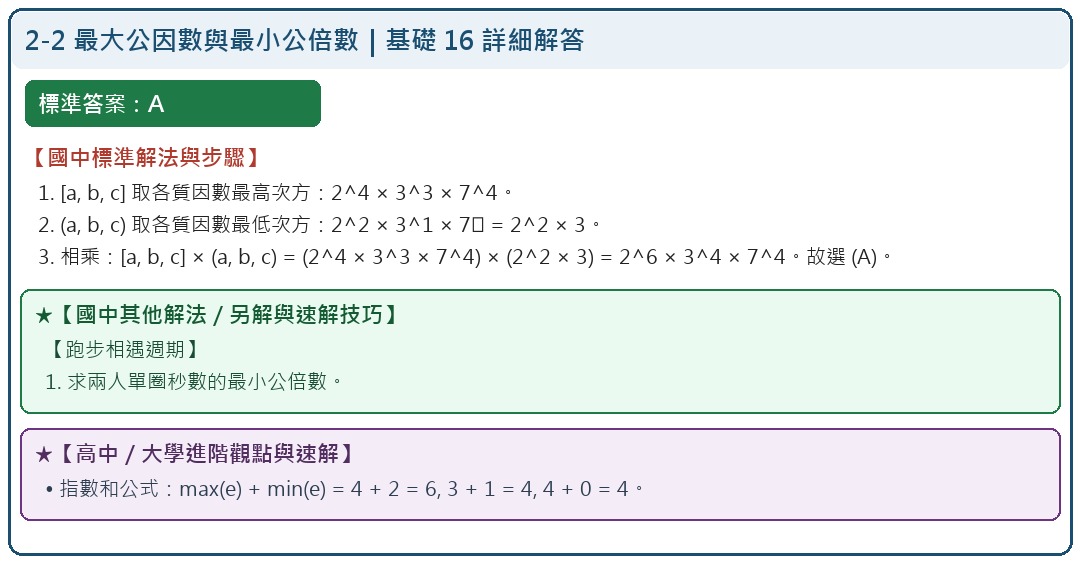 2-2 最大公因數與最小公倍數 | 基礎 16 詳細解答
標準答案：A
【國中標準解法與步驟】
1. [a, b, c] 取各質因數最高次方：2^4 × 3^3 × 7^4。
2. (a, b, c) 取各質因數最低次方：2^2 × 3^1 × 7▯ = 2^2 × 3。
3. 相乘：[a, b, c] × (a, b, c) = (2^4 × 3^3 × 7^4) × (2^2 × 3) = 2^6 × 3^4 × 7^4。故選 (A)。
★【國中其他解法 / 另解與速解技巧】
【跑步相遇週期】
1. 求兩人單圈秒數的最小公倍數。
★【高中 / 大學進階觀點與速解】
• 指數和公式：max(e) + min(e) = 4 + 2 = 6, 3 + 1 = 4, 4 + 0 = 4。